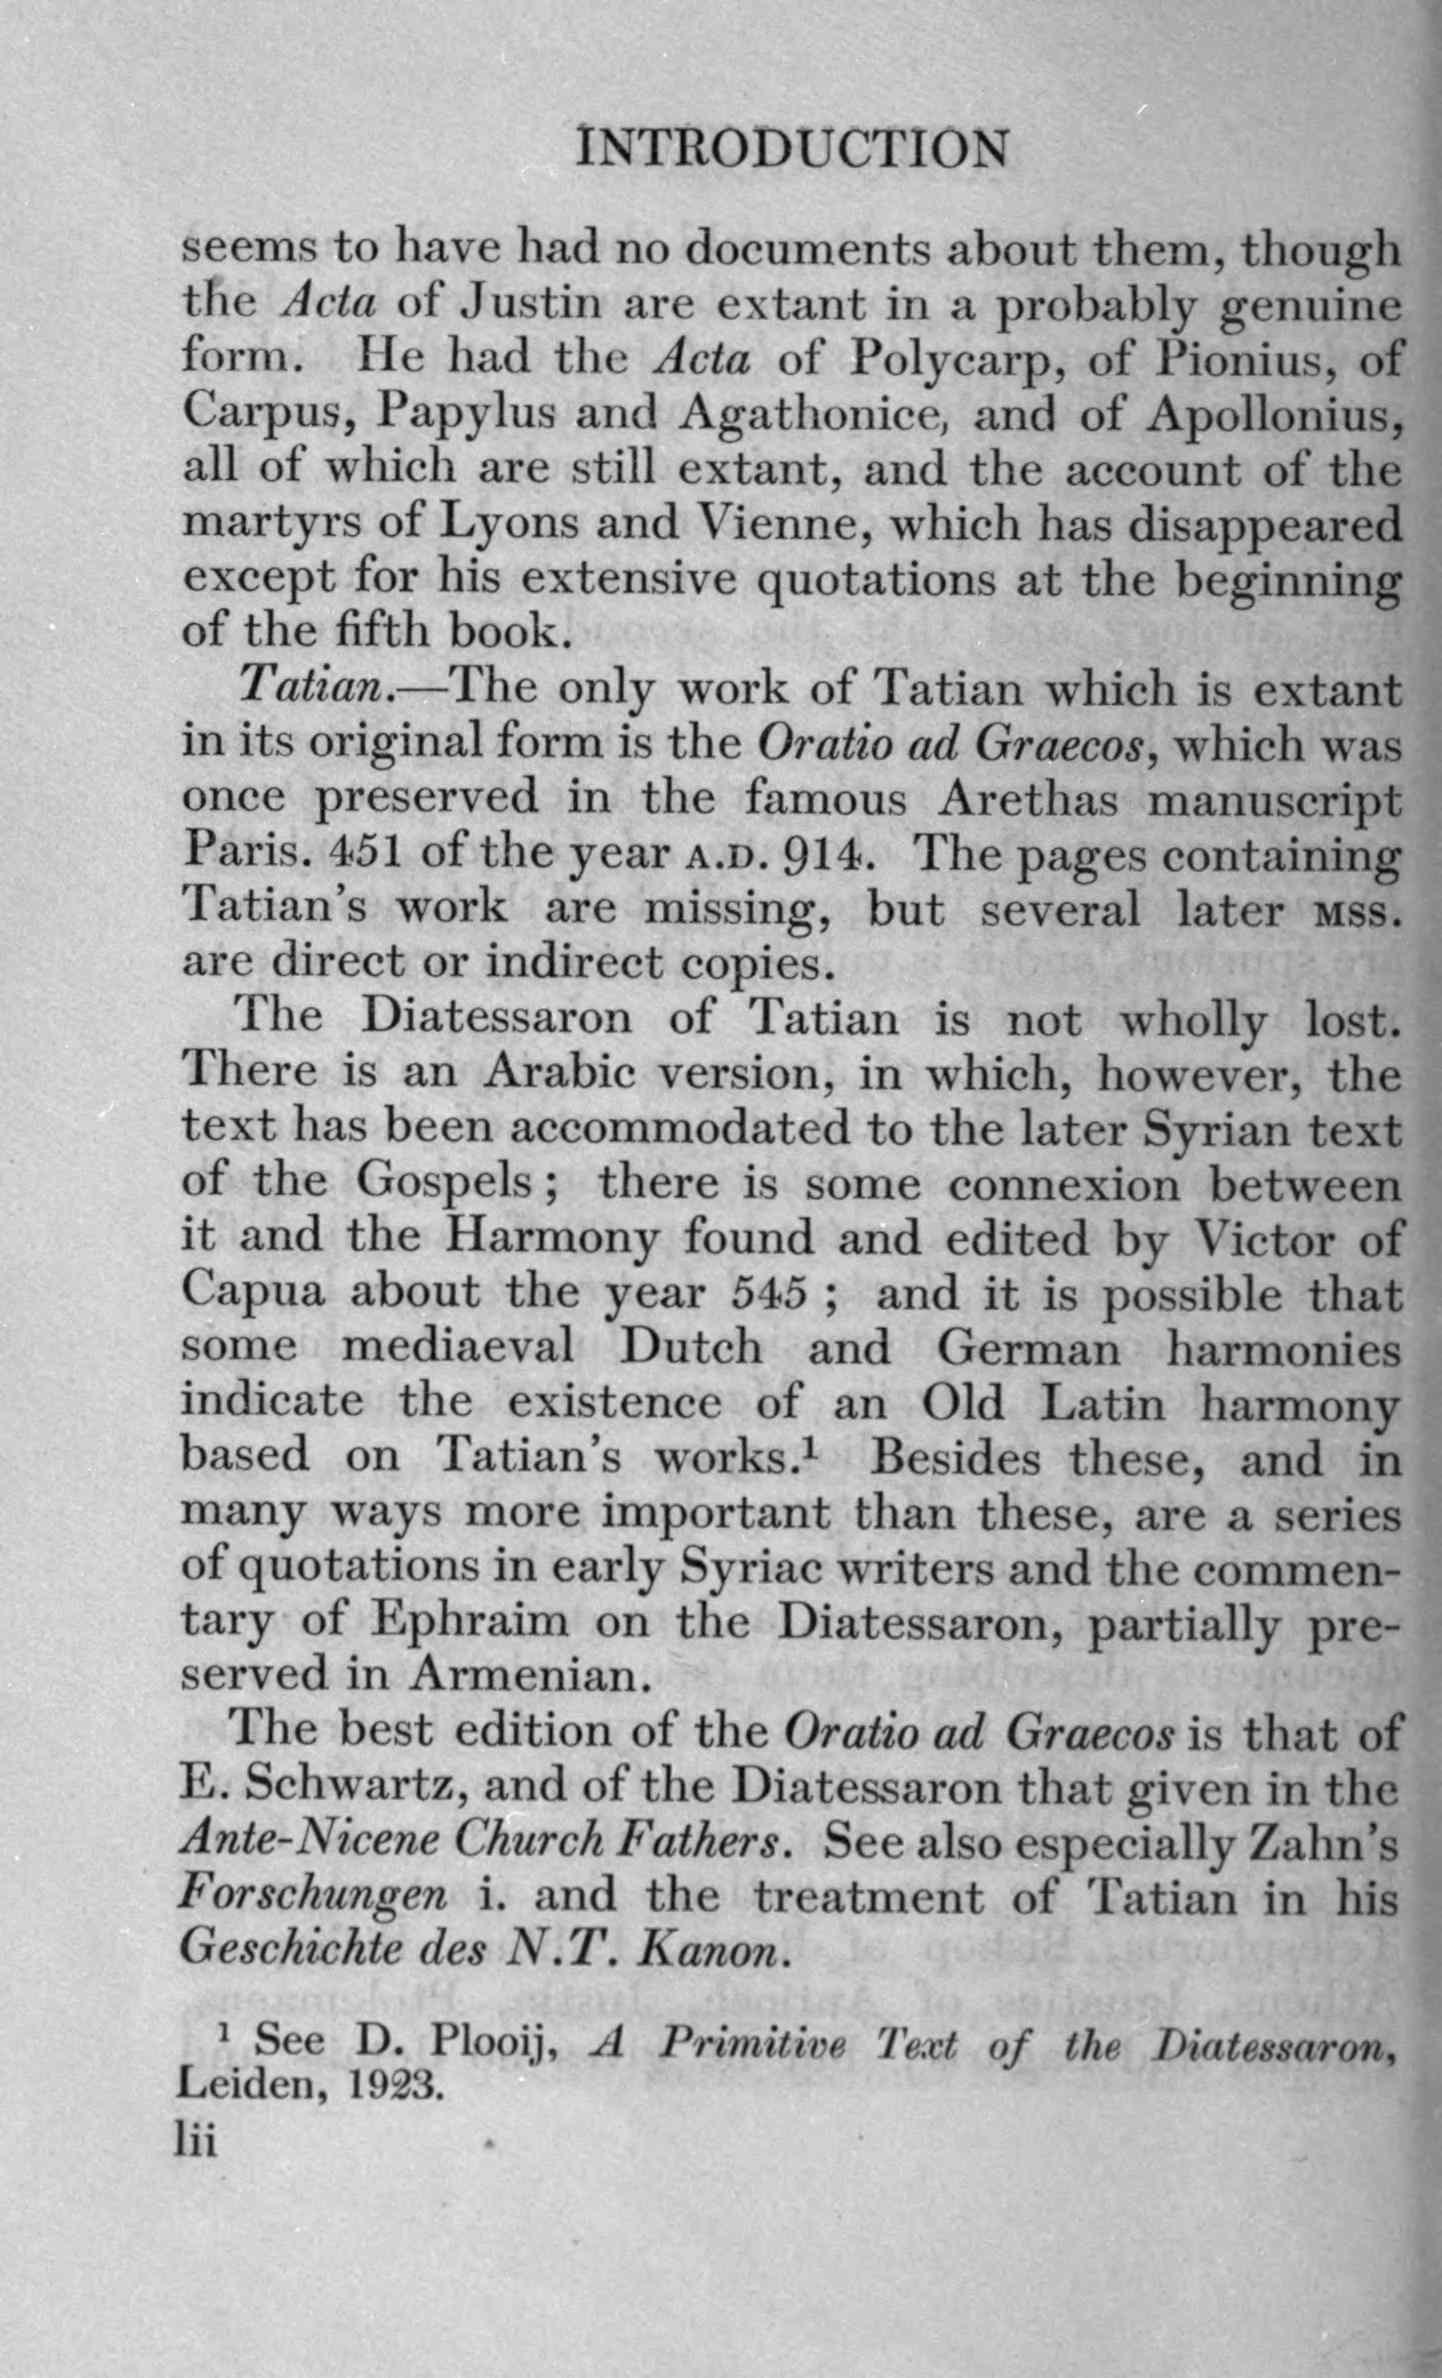 INTRODUCTION
seems to have had no documents about them, though
the Acta of Justin are extant in a probably genuine
form. He had the Acta of Polycarp, of Pionius, of
Carpus, Papylus and Agathonice, and of Apollonius,
all of which are still extant, and the account of the
martyrs of Lyons and Vienne, which has disappeared
except for his extensive quotations at the beginning
of the fifth book.
Tatian.—The only work of Tatian which is extant
in its original form is the Oratio ad Graecos, which was
once preserved in the famous Arethas manuscript
Paris. 451 of the year A.D. 914. The pages containing
Tatian's work are missing, but several later MSS.
are direct or indirect copies.
The Diatessaron of Tatian is not wholly lost.
There is an Arabic version, in which, however, the
text has been accommodated to the later Syrian text
of the Gospels; there is some connexion between
it and the Harmony found and edited by Victor of
Capua about the year 545; and it is possible that
some mediaeval Dutch and German harmonies
indicate the existence of an Old Latin harmony
based on Tatian's works.¹ Besides these, and in
many ways more important than these, are a series
of quotations in early Syriac writers and the commen-
tary of Ephraim on the Diatessaron, partially pre-
served in Armenian.
The best edition of the Oratio ad Graecos is that of
E. Schwartz, and of the Diatessaron that given in the
Ante-Nicene Church Fathers. See also especially Zahn's
Forschungen i. and the treatment of Tatian in his
Geschichte des N.T. Kanon.
¹ See D. Plooij, A Primitive Text of the Diatessaron,
Leiden, 1923.
lii